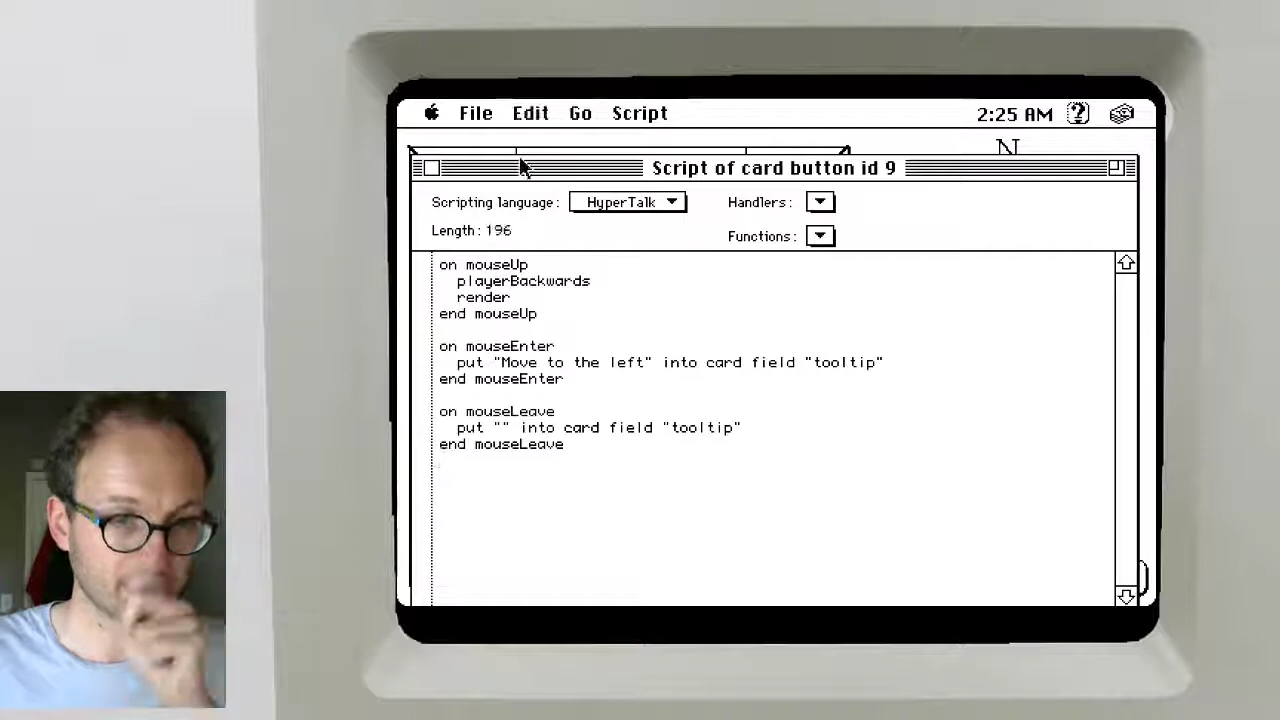 File Edit Go Script 2:25 AM
N
Script of card button id 9
Scripting language: HyperTalk Handlers:
Length: 196
Functions:
on mouseUp
playerBackwards
render
end mouseUp
on mouseEnter
put "Move to the left" into card field "tooltip"
end mouseEnter
on mouseLeave
put "" into card field "tooltip"
end mouseLeave